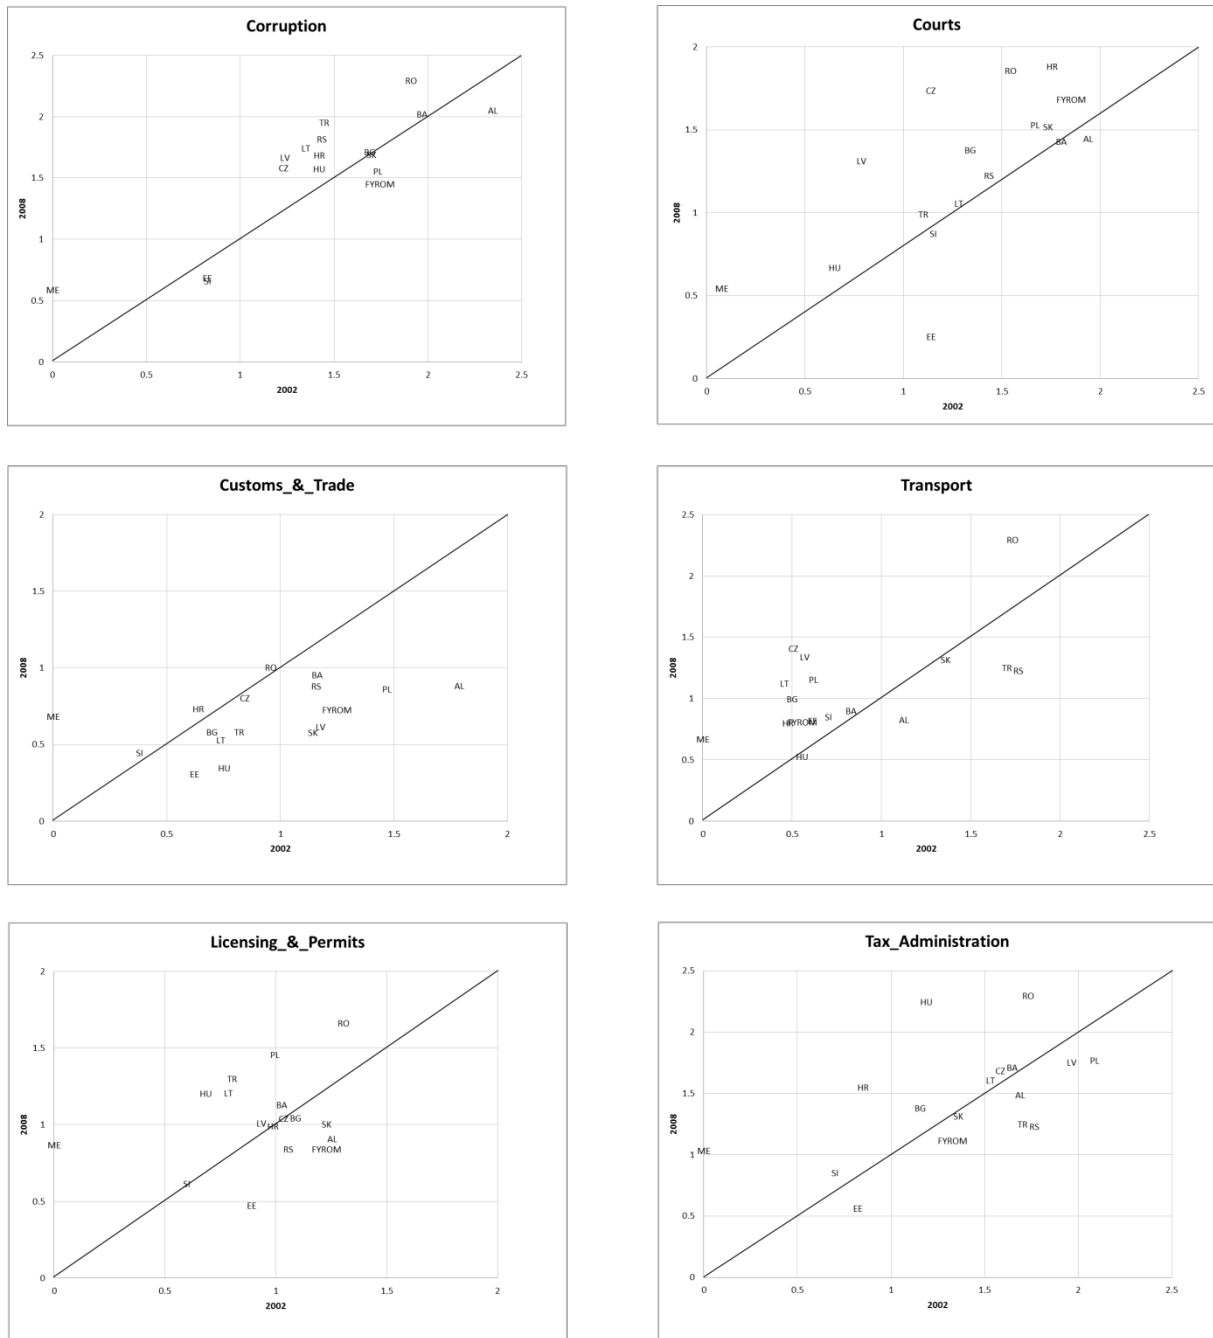 Corruption
2.5
RO
2
BA
AL
TR
RS
LT
HR
LV
CZ
HU
BG
SK
PL
FYROM
1.5
2008
1
EE
SI
ME
0.5
0
0 0.5 1 1.5 2 2.5
2002
Courts
2
HR
RO
CZ
FYROM
PL
SK
1.5
BA
AL
BG
LV
RS
LT
2008
1
TR
SI
HU
ME
0.5
EE
0
0 0.5 1 1.5 2 2.5
2002
Customs_&_Trade
2
1.5
2008
1
RO
BA
RS
PL
AL
CZ
HR
FYROM
ME
LV
BG
TR
SK
LT
0.5
SI
HU
EE
0
0 0.5 1 1.5 2
2002
Transport
2.5
RO
2
1.5
CZ
LV
SK
TR
RS
2008
LT
PL
1
BG
BA
SI
HR
FYROM
EE
AL
ME
HU
0.5
0
0 0.5 1 1.5 2 2.5
2002
Licensing_&_Permits
2
RO
1.5
PL
TR
HU
LT
BA
2008
1
CZ
BG
LV
HR
SK
AL
RS
FYROM
ME
SI
0.5
EE
0
0 0.5 1 1.5 2
2002
Tax_Administration
2.5
HU
RO
2
LV
PL
BA
CZ
LT
HR
1.5
AL
BG
SK
TR
RS
2008
FYROM
1
ME
SI
EE
0.5
0
0 0.5 1 1.5 2 2.5
2002